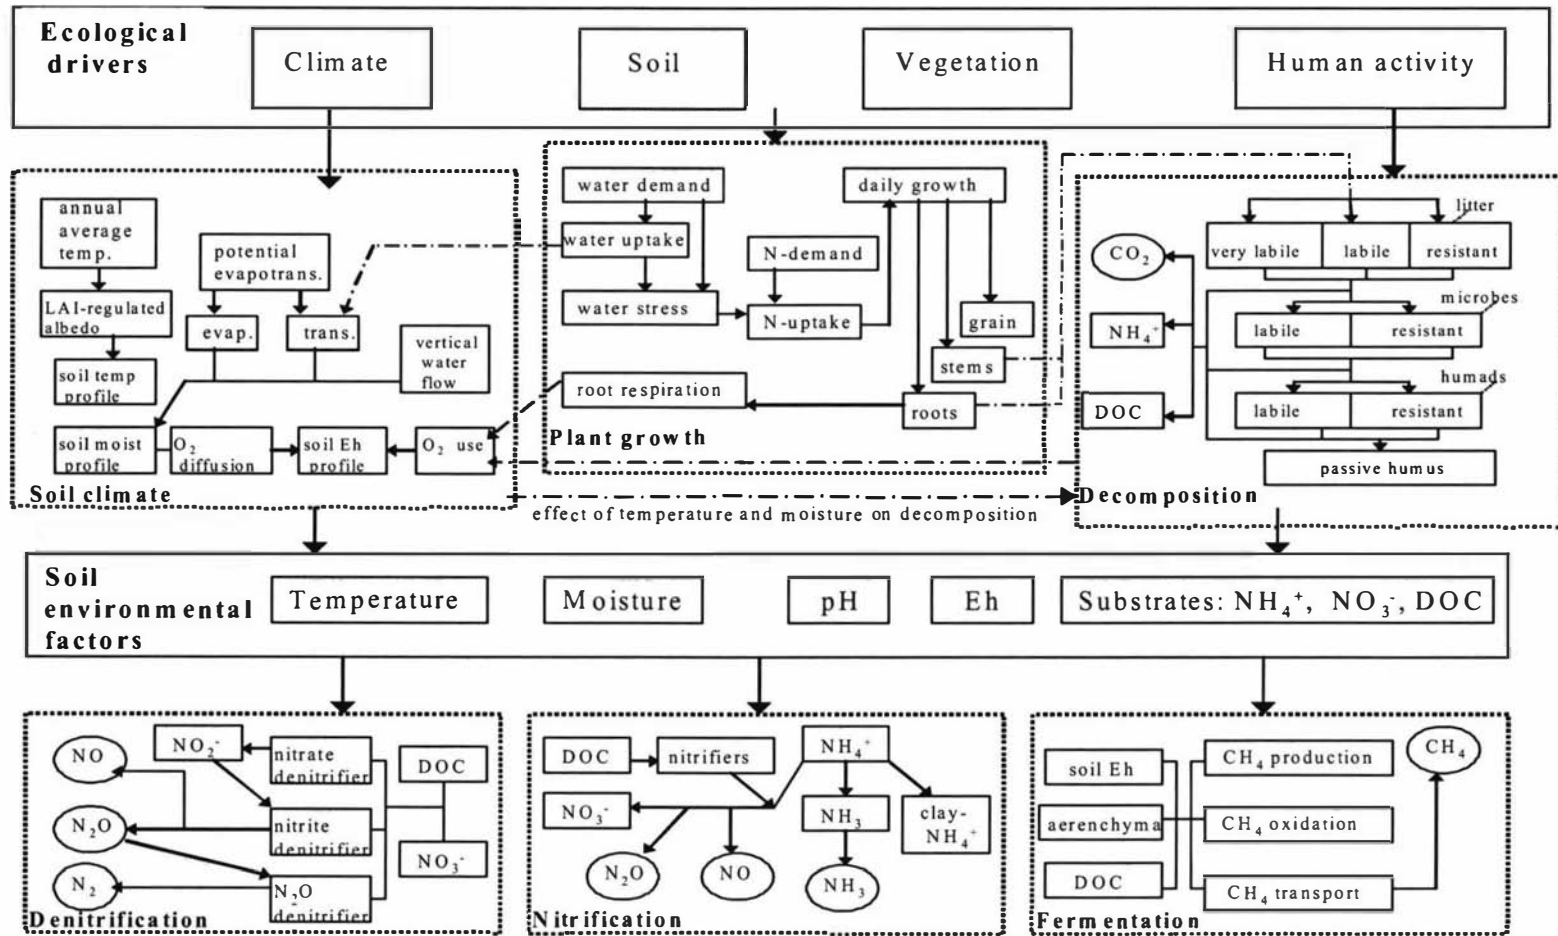 Ecological
drivers
Climate
Soil
Vegetation
Human activity
annual
average
temp.
potential
evapotrans.
LAI-regulated
albedo
evap.
trans.
vertical
water
flow
soil temp
profile
soil moist
profile
O₂
diffusion
soil Eh
profile
O₂ use
Soil climate
water demand
daily growth
water uptake
N-demand
water stress
N-uptake
grain
stems
root respiration
roots
Plant growth
litter
CO₂
very labile
labile
resistant
microbes
NH₄⁺
labile
resistant
humads
DOC
labile
resistant
passive humus
Decomposition
effect of temperature and moisture on decomposition
Soil
environmental
factors
Temperature
Moisture
pH
Eh
Substrates: NH₄⁺, NO₃⁻, DOC
NO
NO₂⁻
nitrate
denitrifier
DOC
N₂O
nitrite
denitrifier
NO₃⁻
N₂
N₂O
denitrifier
Denitrification
DOC
nitrifiers
NH₄⁺
NO₃⁻
NH₃
clay-
NH₄⁺
N₂O
NO
NH₃
Nitrification
soil Eh
CH₄ production
CH₄
aerenchyma
CH₄ oxidation
DOC
CH₄ transport
Fermentation